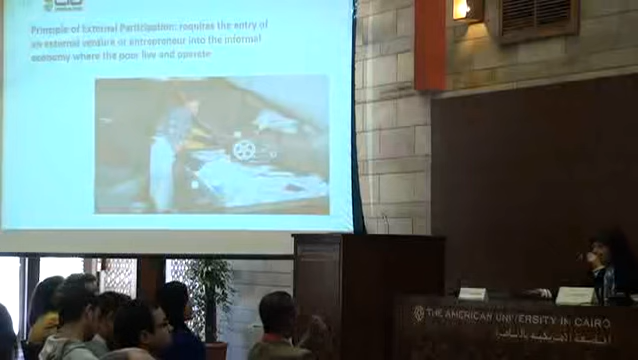 Principle of External Participation: requires the entry of
an external venture or entrepreneur into the informal
economy where the poor live and operate
THE AMERICAN UNIVERSITY IN CAIRO
الجامعة الأمريكية بالقاهرة